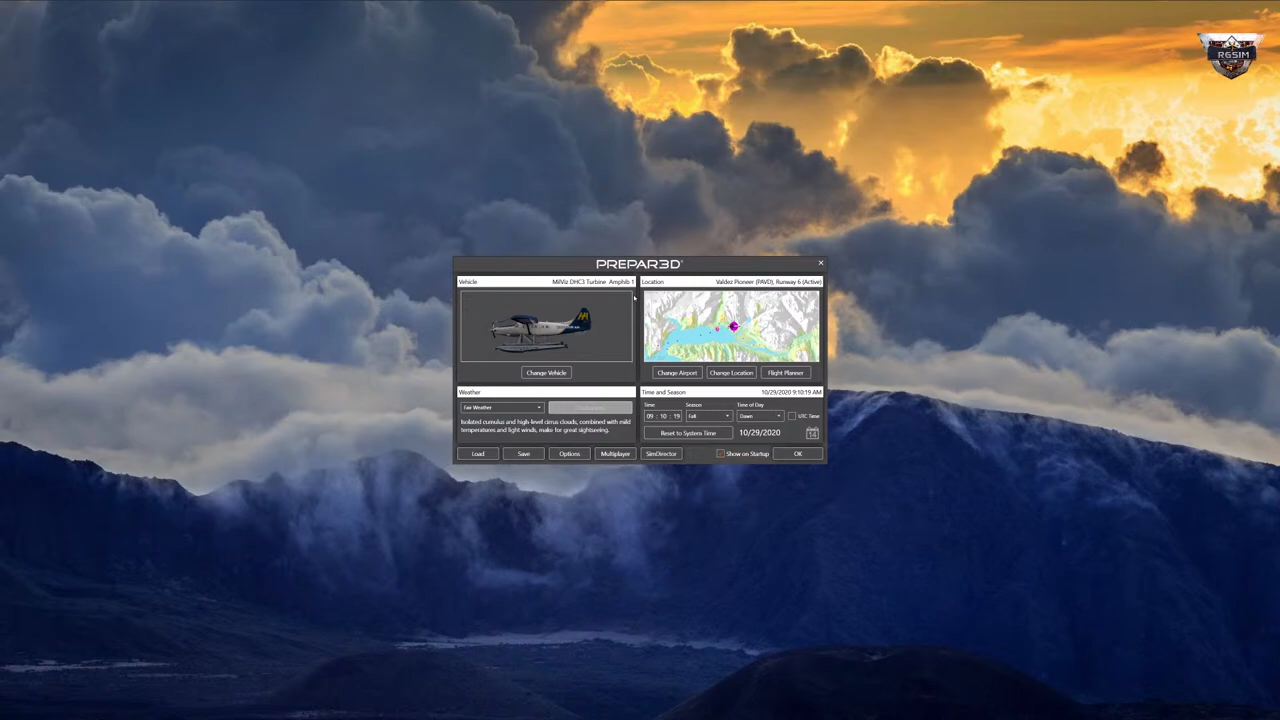 R6SIM
PREPAR3D
Vehicle
MilViz DHC3 Turbine Amphib 1
Location
Valdez Pioneer (PAVD), Runway 6 (Active)
Change Vehicle
Change Airport
Change Location
Flight Planner
Weather
Time and Season
10/29/2020 9:10:19 AM
Fair Weather
Isolated cumulus and high-level cirrus clouds, combined with mild
temperatures and light winds, make for great sightseeing.
Time
Season
Time of Day
09 : 10 : 19
Fall
Dawn
UTC Time
Reset to System Time
10/29/2020
14
Load
Save
Options
Multiplayer
SimDirector
Show on Startup
OK